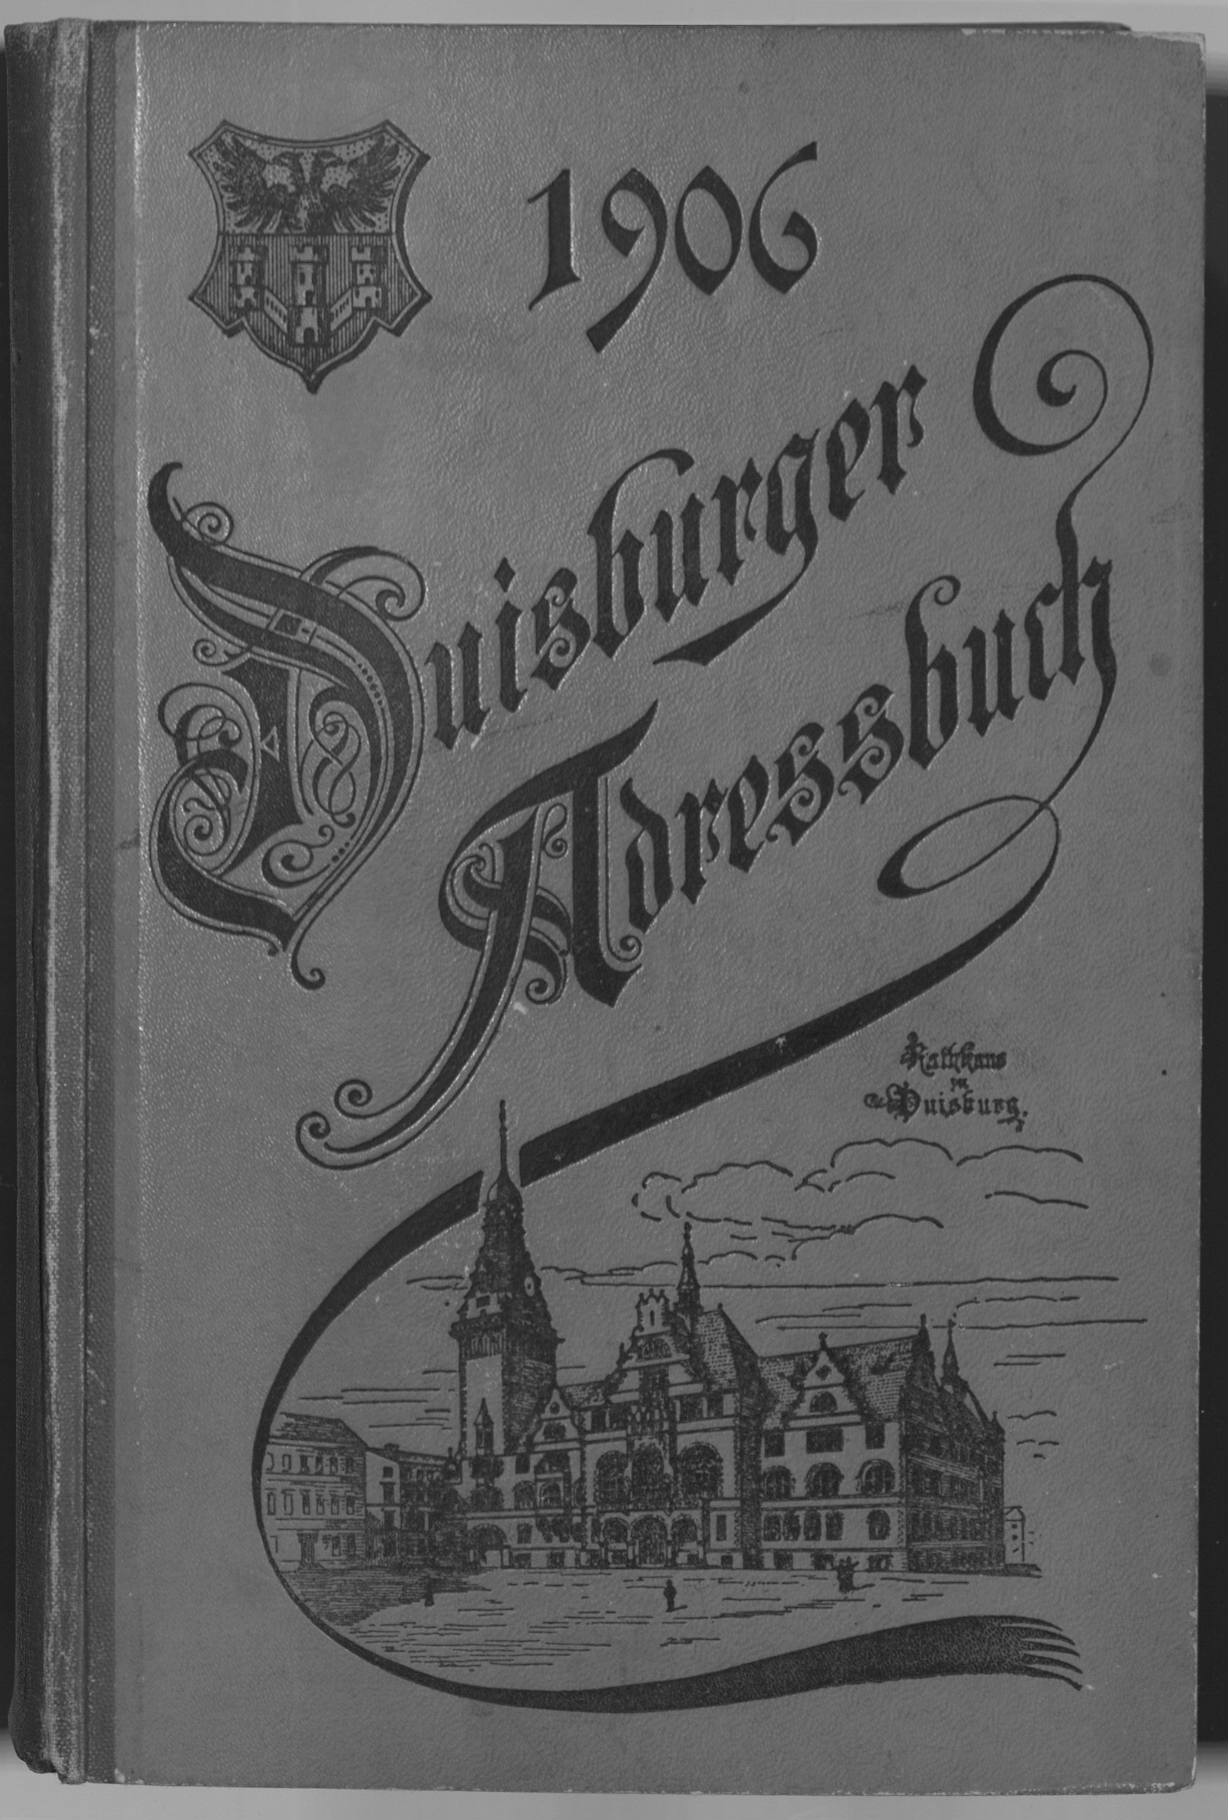 1906
Duisburger
Adressbuch
Rathhaus
zu
Duisburg.